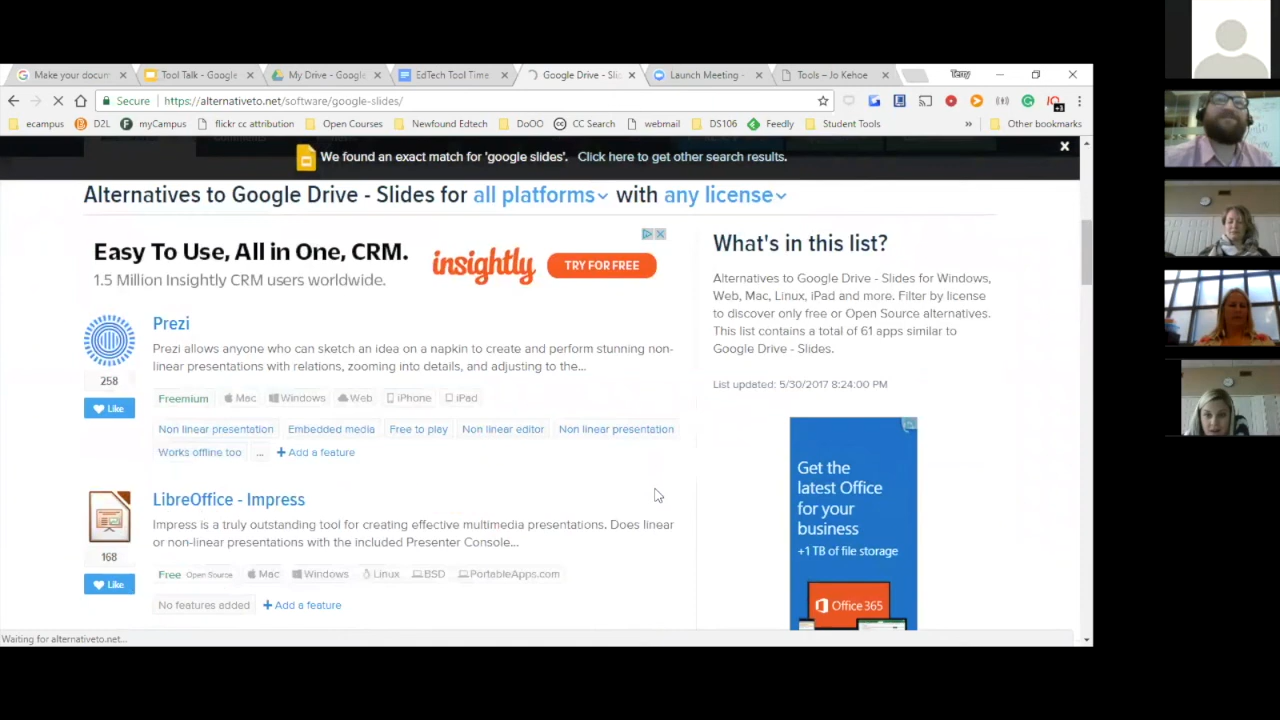 Make your docum
Tool Talk - Google
My Drive - Google
EdTech Tool Time
Google Drive - Slid
Launch Meeting -
Tools – Jo Kehoe
Terry
Secure
https://alternativeto.net/software/google-slides/
ecampus
D2L
myCampus
flickr cc attribution
Open Courses
Newfound Edtech
DoOO
CC Search
webmail
DS106
Feedly
Student Tools
»
Other bookmarks
We found an exact match for 'google slides'. Click here to get other search results.
Alternatives to Google Drive - Slides for all platforms with any license
Easy To Use, All in One, CRM.
1.5 Million Insightly CRM users worldwide.
insightly
TRY FOR FREE
Prezi
Prezi allows anyone who can sketch an idea on a napkin to create and perform stunning non-
linear presentations with relations, zooming into details, and adjusting to the...
258
Like
Freemium Mac Windows Web iPhone iPad
Non linear presentation Embedded media Free to play Non linear editor Non linear presentation
Works offline too ... + Add a feature
LibreOffice - Impress
Impress is a truly outstanding tool for creating effective multimedia presentations. Does linear
or non-linear presentations with the included Presenter Console...
168
Like
Free Open Source Mac Windows Linux BSD PortableApps.com
No features added + Add a feature
What's in this list?
Alternatives to Google Drive - Slides for Windows,
Web, Mac, Linux, iPad and more. Filter by license
to discover only free or Open Source alternatives.
This list contains a total of 61 apps similar to
Google Drive - Slides.
Last updated: 5/30/2017 8:24:00 PM
Get the
latest Office
for your
business
+1 TB of file storage
Office 365
Waiting for alternativeto.net...